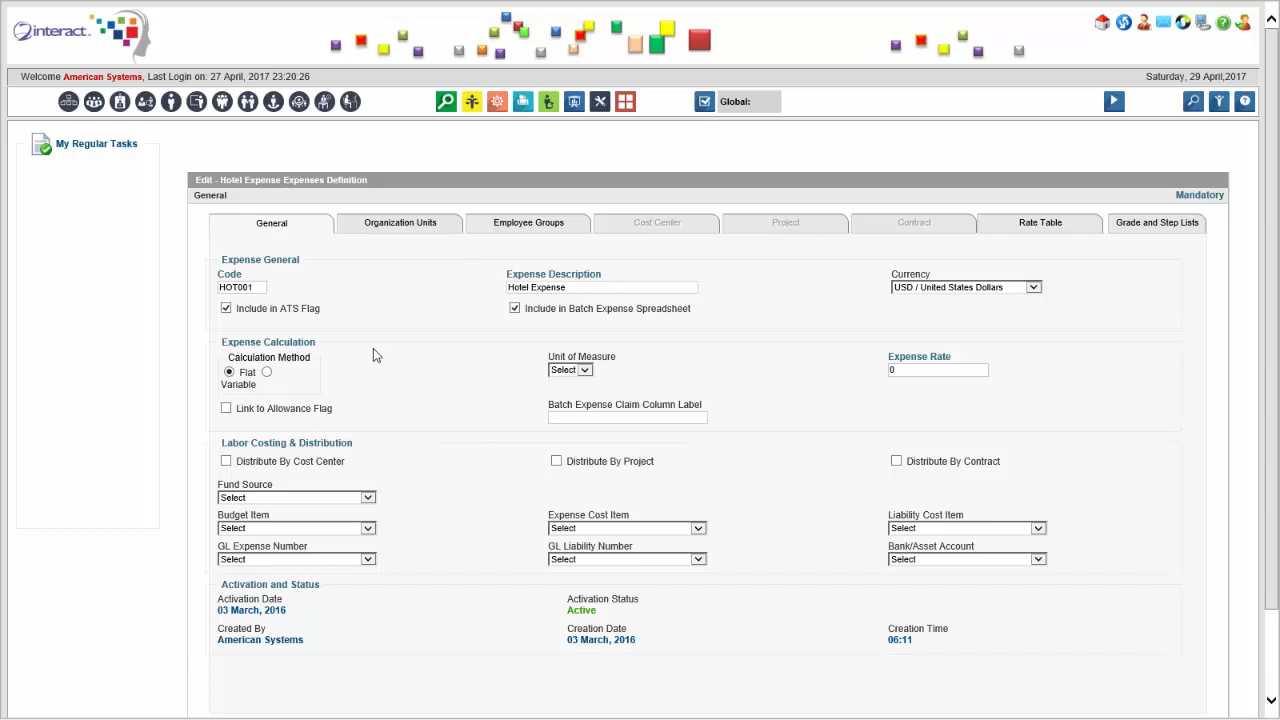 interact™
Welcome American Systems, Last Login on: 27 April, 2017 23:20:26
Saturday, 29 April,2017
Global:
My Regular Tasks
Edit - Hotel Expense Expenses Definition
General
Mandatory
General
Organization Units
Employee Groups
Cost Center
Project
Contract
Rate Table
Grade and Step Lists
Expense General
Code
Expense Description
Currency
HOT001
Hotel Expense
USD / United States Dollars
Include in ATS Flag
Include in Batch Expense Spreadsheet
Expense Calculation
Calculation Method
Unit of Measure
Expense Rate
Flat
Select
0
Variable
Link to Allowance Flag
Batch Expense Claim Column Label
Labor Costing & Distribution
Distribute By Cost Center
Distribute By Project
Distribute By Contract
Fund Source
Select
Budget Item
Expense Cost Item
Liability Cost Item
Select
Select
Select
GL Expense Number
GL Liability Number
Bank/Asset Account
Select
Select
Select
Activation and Status
Activation Date
Activation Status
03 March, 2016
Active
Created By
Creation Date
Creation Time
American Systems
03 March, 2016
06:11